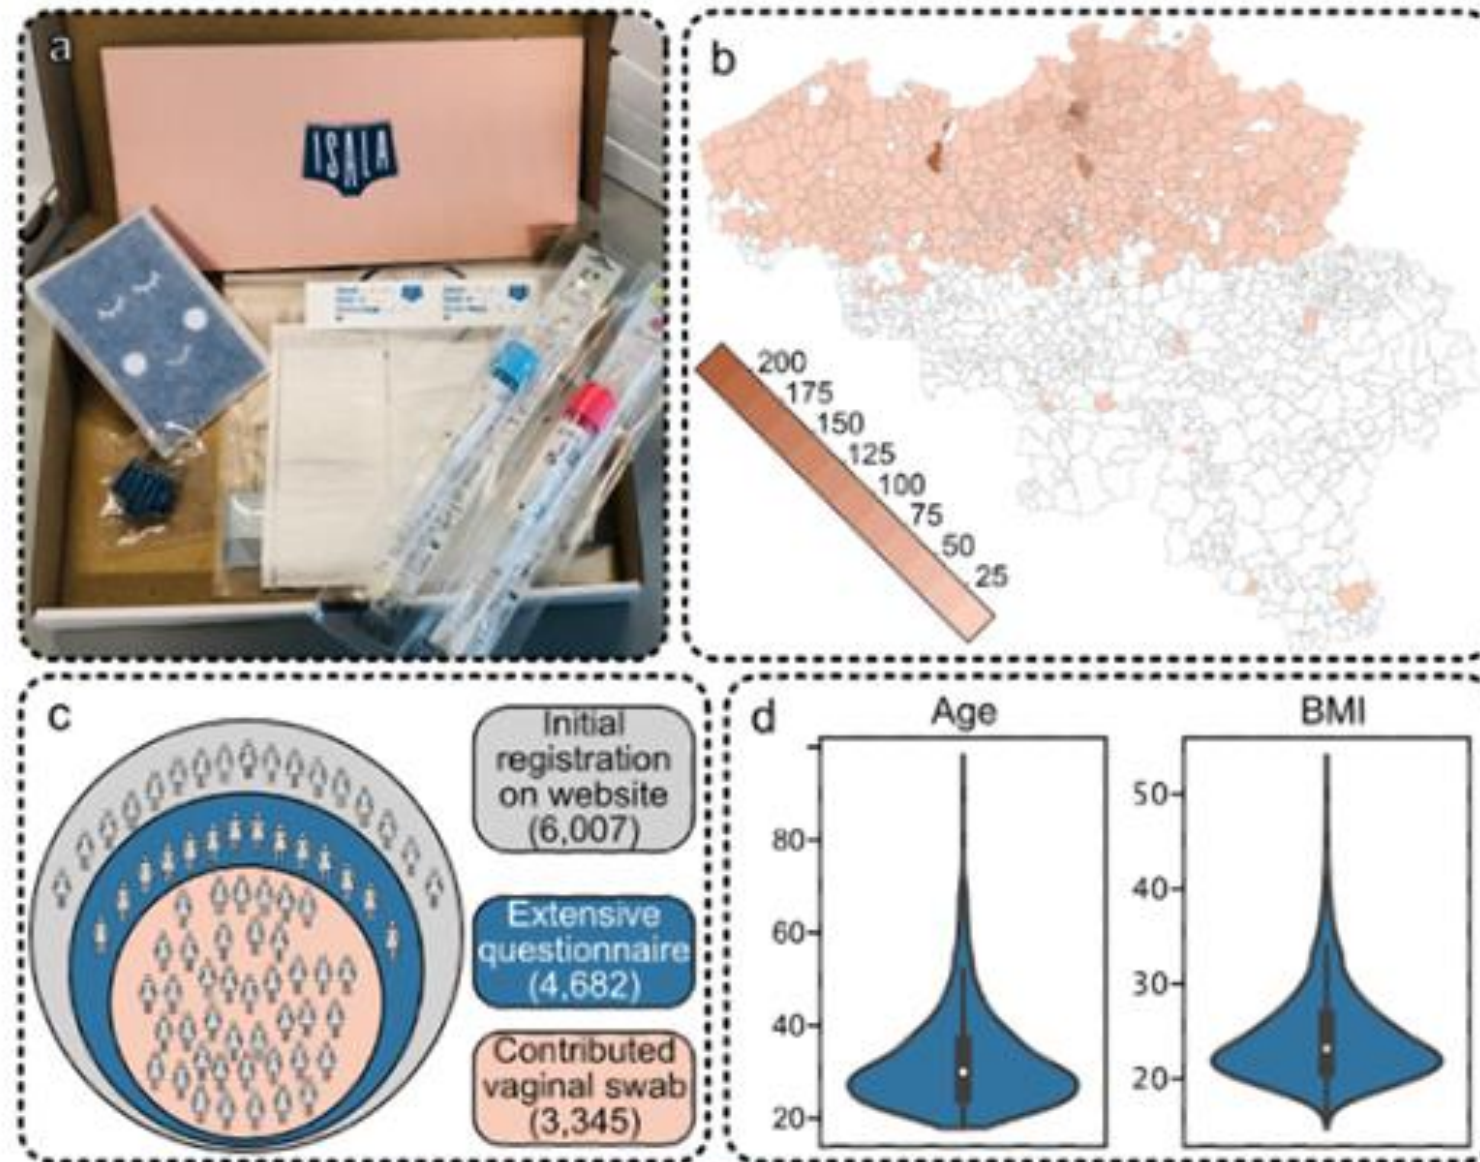 a
ISALA
b
200
175
150
125
100
75
50
25
c
Initial
registration
on website
(6,007)
Extensive
questionnaire
(4,682)
Contributed
vaginal swab
(3,345)
d
Age
80
60
40
20
BMI
50
40
30
20